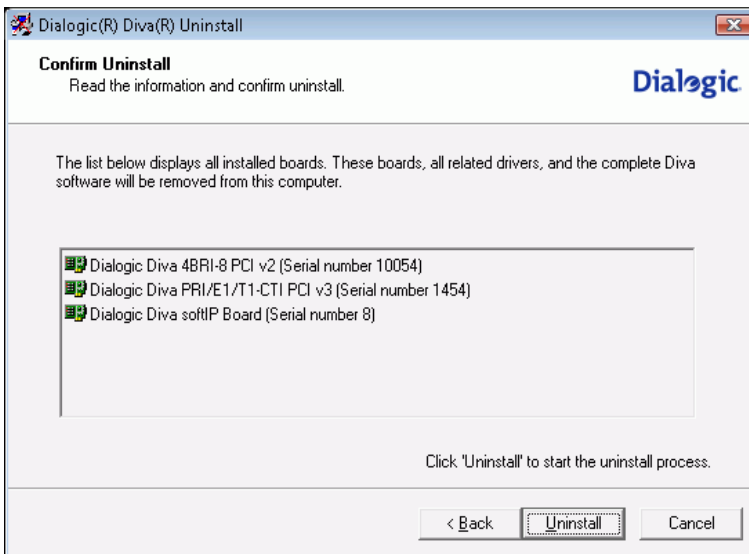 Dialogic(R) Diva(R) Uninstall
Confirm Uninstall
Read the information and confirm uninstall.
Dialogic
The list below displays all installed boards. These boards, all related drivers, and the complete Diva
software will be removed from this computer.
Dialogic Diva 4BRI-8 PCI v2 (Serial number 10054)
Dialogic Diva PRI/E1/T1-CTI PCI v3 (Serial number 1454)
Dialogic Diva softIP Board (Serial number 8)
Click 'Uninstall' to start the uninstall process.
< Back Uninstall Cancel